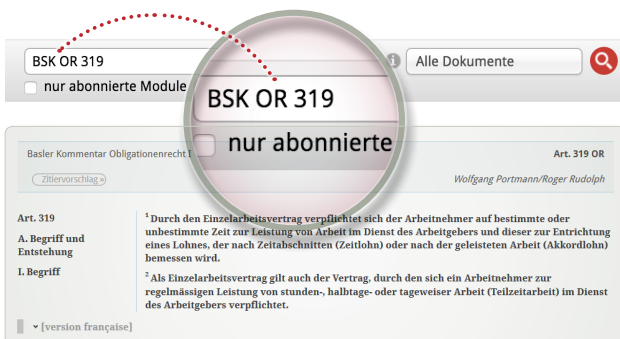 BSK OR 319
Alle Dokumente
nur abonnierte Module
BSK OR 319
nur abonnierte
Basler Kommentar Obligationenrecht I
Art. 319 OR
Zitiervorschlag »
Wolfgang Portmann/Roger Rudolph
Art. 319
A. Begriff und
Entstehung
I. Begriff
1 Durch den Einzelarbeitsvertrag verpflichtet sich der Arbeitnehmer auf bestimmte oder
unbestimmte Zeit zur Leistung von Arbeit im Dienst des Arbeitgebers und dieser zur Entrichtung
eines Lohnes, der nach Zeitabschnitten (Zeitlohn) oder nach der geleisteten Arbeit (Akkordlohn)
bemessen wird.
2 Als Einzelarbeitsvertrag gilt auch der Vertrag, durch den sich ein Arbeitnehmer zur
regelmässigen Leistung von stunden-, halbtage- oder tageweiser Arbeit (Teilzeitarbeit) im Dienst
des Arbeitgebers verpflichtet.
[version française]